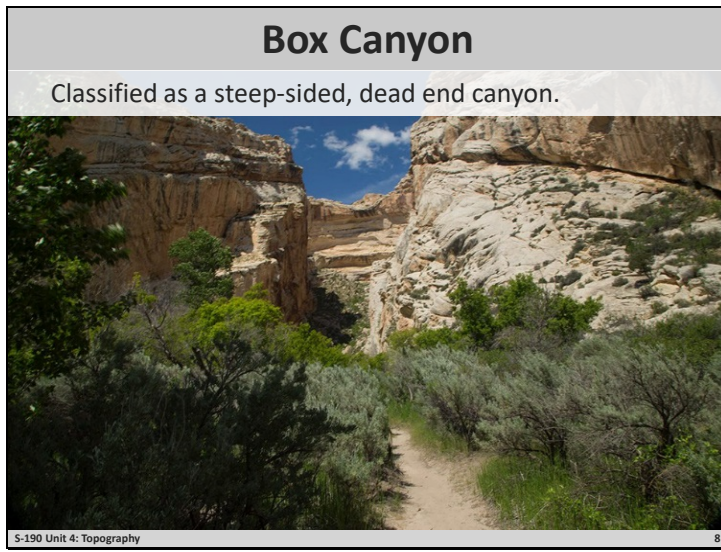 Box Canyon
Classified as a steep-sided, dead end canyon.
S-190 Unit 4: Topography 8